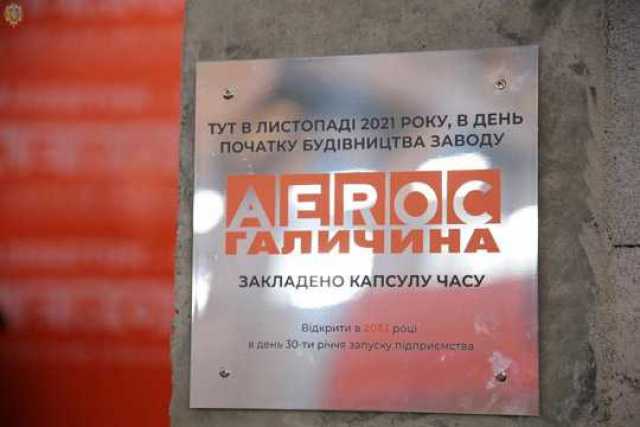 ТУТ В ЛИСТОПАДІ 2021 РОКУ, В ДЕНЬ
ПОЧАТКУ БУДІВНИЦТВА ЗАВОДУ
AEROC
ГАЛИЧИНА
ЗАКЛАДЕНО КАПСУЛУ ЧАСУ
Відкрити в році
в день 30-ти річчя запуску підприємства